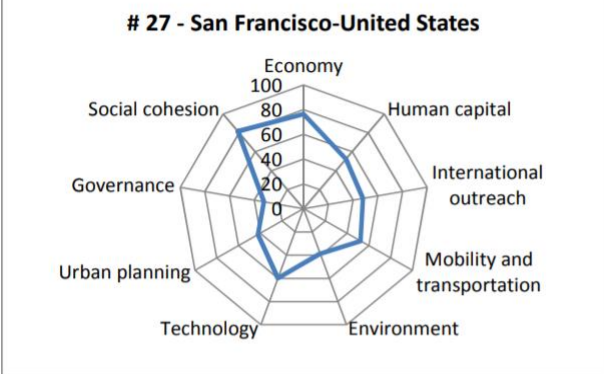 # 27 - San Francisco-United States
Economy
100
80
60
40
20
0
Social cohesion
Human capital
International
outreach
Governance
Mobility and
transportation
Urban planning
Technology
Environment